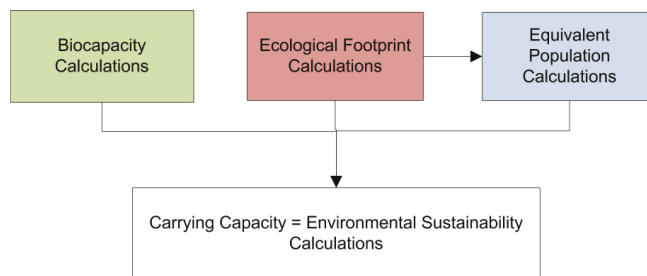 Biocapacity
Calculations
Ecological Footprint
Calculations
Equivalent
Population
Calculations
Carrying Capacity = Environmental Sustainability
Calculations